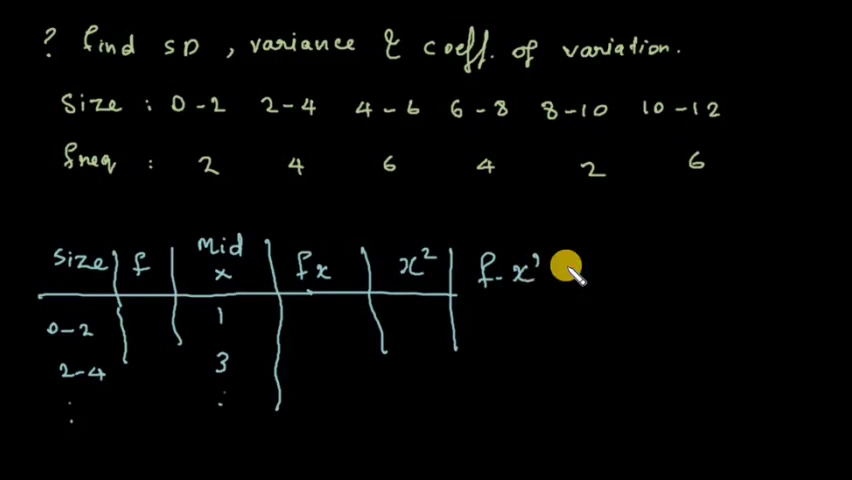 ? find SD, variance & coeff. of variation.
Size : 0-2 2-4 4-6 6-8 8-10 10-12
freq : 2 4 6 4 2 6
Size f Mid x fx x² f.x²
0-2 1
2-4 3
: :